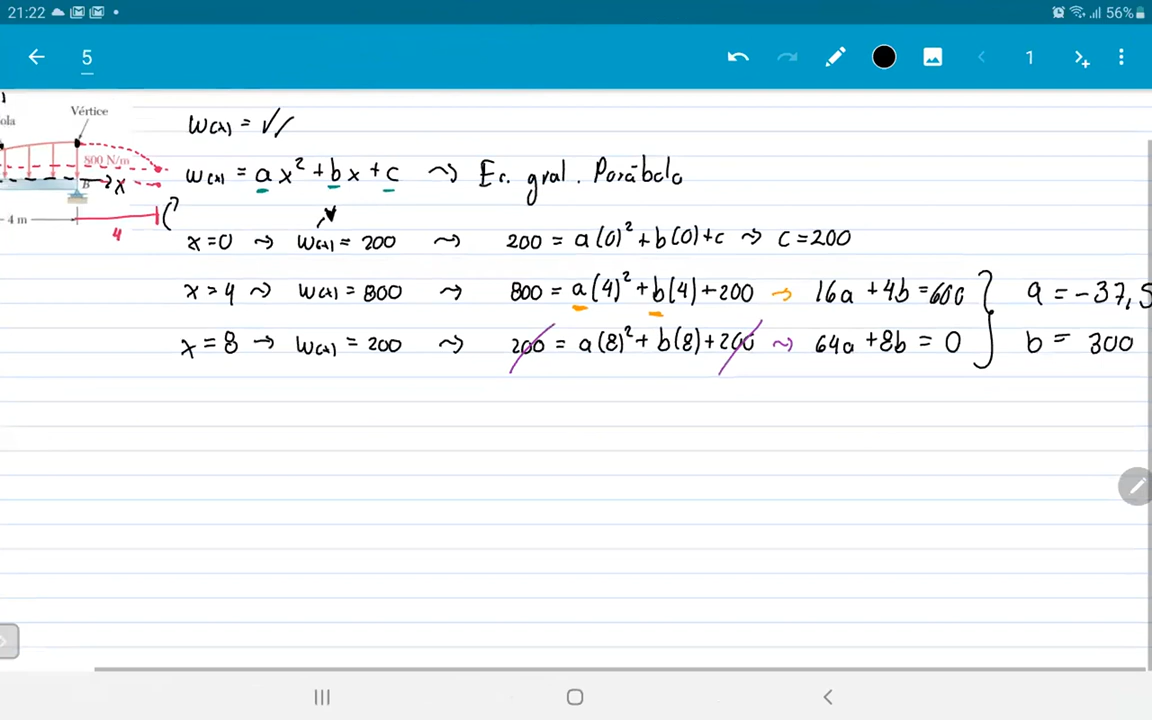 21:22 56%
5 1
ola
Vértice
800 N/m
B x
4 m
4
w(x) = √
w(x) = ax² + bx + c ⤳ Ec. gral. Parábola
x=0 ⤳ w(x) = 200 ⤳ 200 = a(0)² + b(0)+c ⤳ c=200
x=4 ⤳ w(x) = 800 ⤳ 800 = a(4)² + b(4)+200 → 16a +4b =600 a = -37,5
x=8 → w(x) = 200 ⤳ 200 = a(8)² + b(8)+200 ⤳ 64a +8b = 0 b = 300